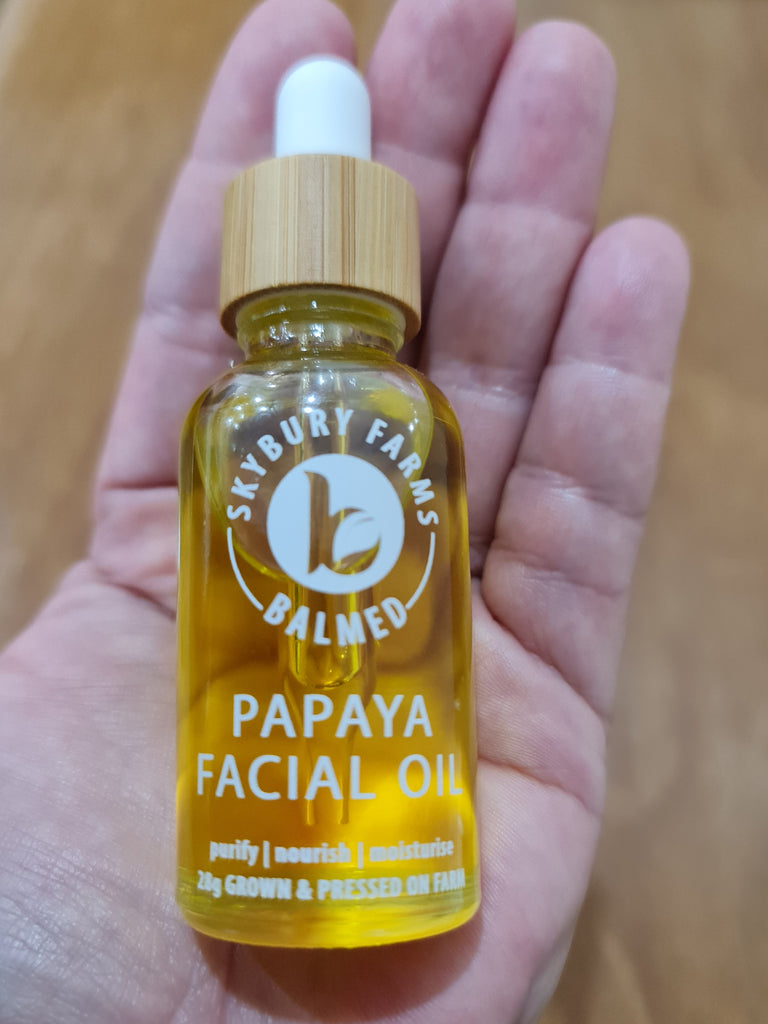 SKYBURY FARMS
b
BALMED
PAPAYA
FACIAL OIL
purify | nourish | moisturise
28g GROWN & PRESSED ON FARM